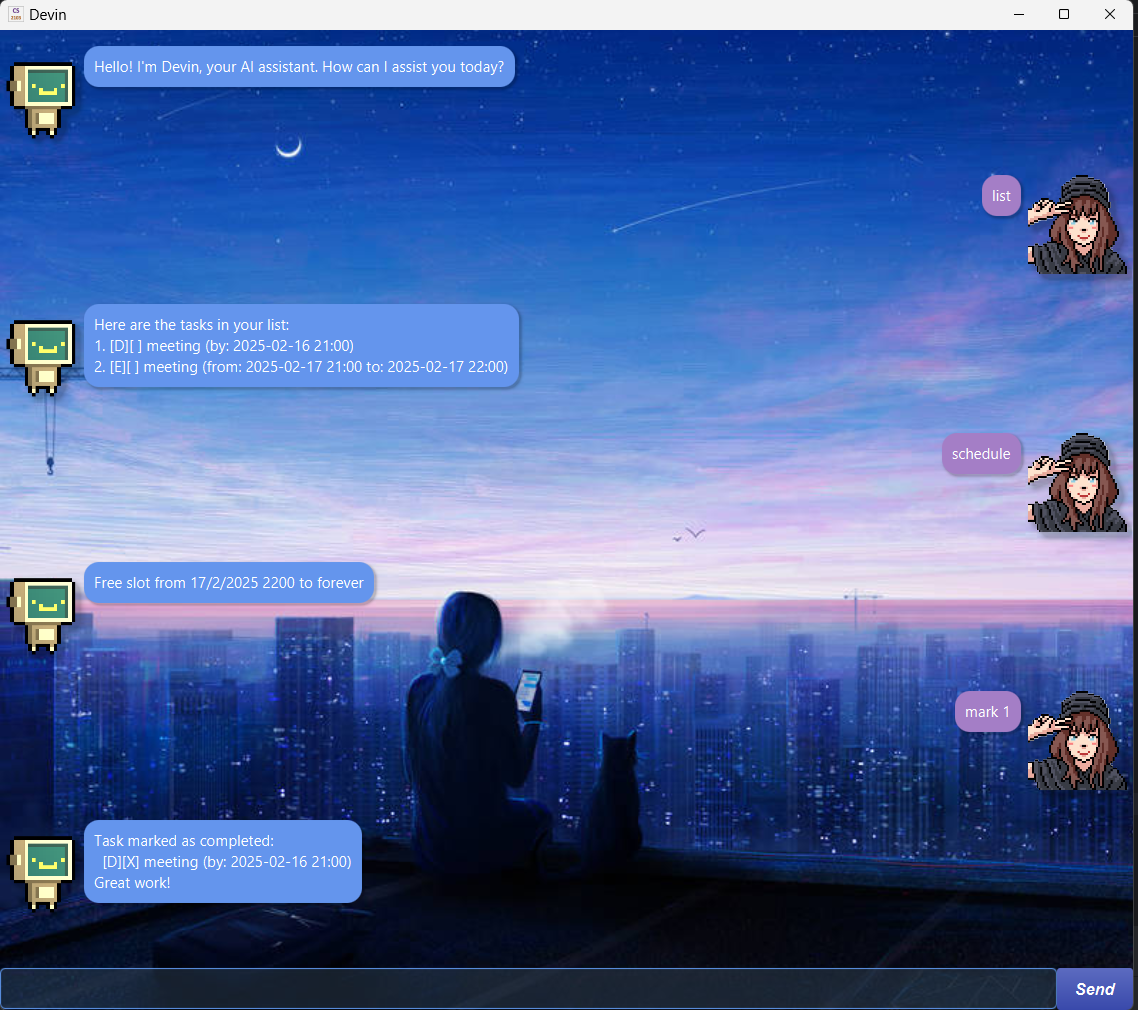 CS
2103
Devin
Hello! I'm Devin, your AI assistant. How can I assist you today?
list
Here are the tasks in your list:
1. [D][ ] meeting (by: 2025-02-16 21:00)
2. [E][ ] meeting (from: 2025-02-17 21:00 to: 2025-02-17 22:00)
schedule
Free slot from 17/2/2025 2200 to forever
mark 1
Task marked as completed:
[D][X] meeting (by: 2025-02-16 21:00)
Great work!
Send